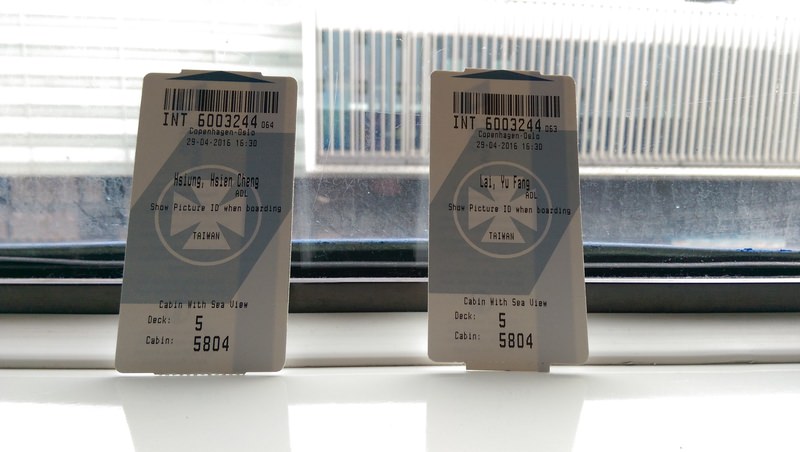 INT 6003244 064
Copenhagen-Oslo
29-04-2016 16:30
Hsiung, Hsien Cheng
ADL
Show Picture ID when boarding
TAIWAN
Cabin With Sea View
Deck: 5
Cabin: 5804
INT 6003244 063
Copenhagen-Oslo
29-04-2016 16:30
Lai, Yu Fang
ADL
Show Picture ID when boarding
TAIWAN
Cabin With Sea View
Deck: 5
Cabin: 5804